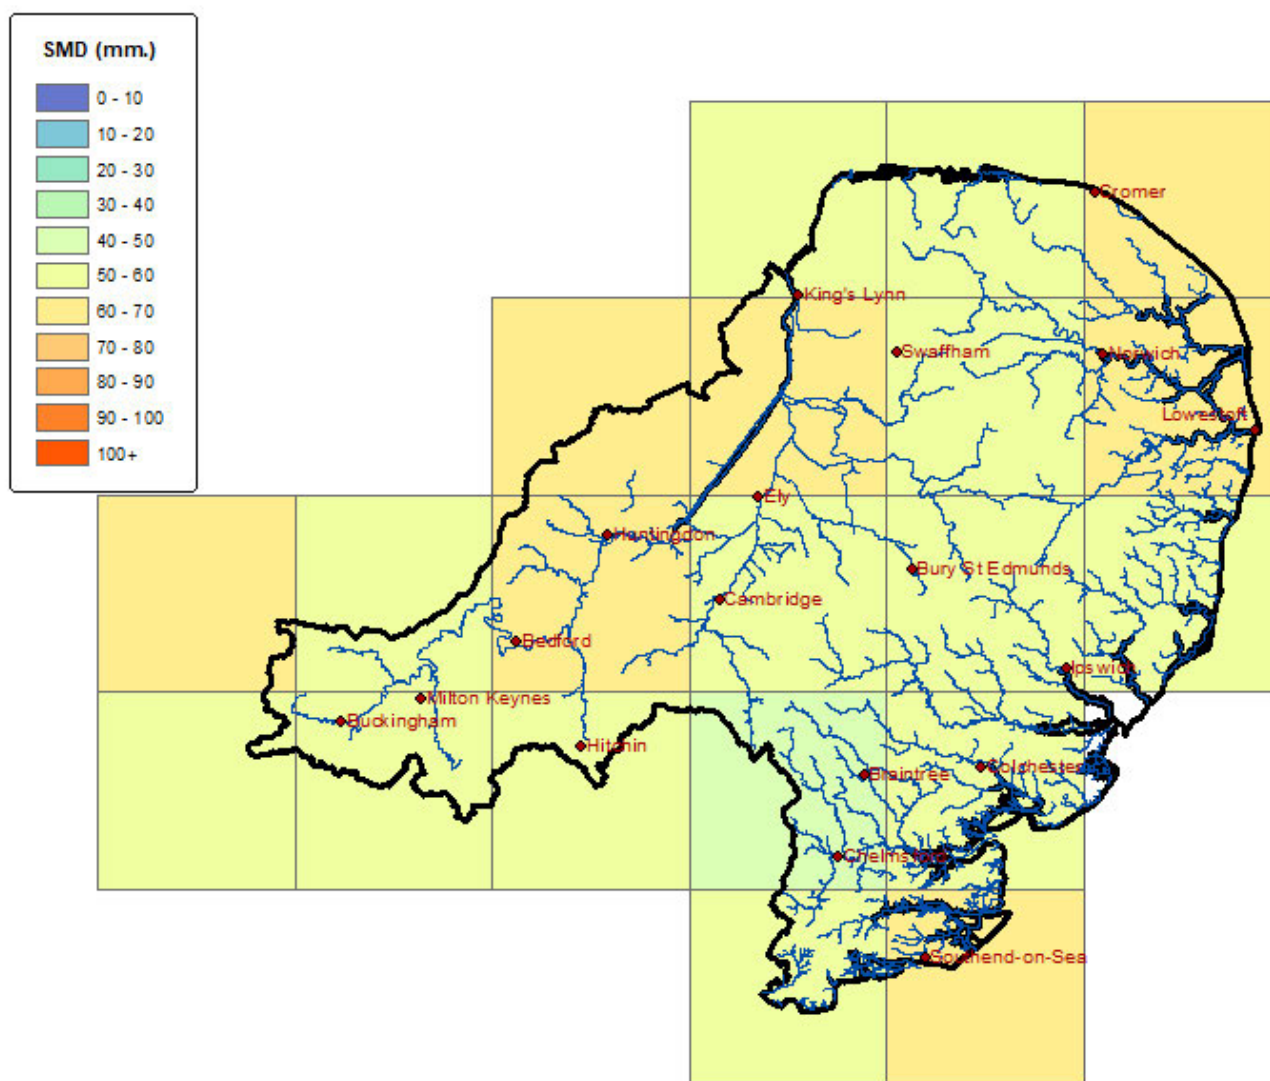 SMD (mm.)
0 - 10
10 - 20
20 - 30
30 - 40
40 - 50
50 - 60
60 - 70
70 - 80
80 - 90
90 - 100
100+
Cromer
King's Lynn
Swaffham
Norwich
Lowestoft
Ely
Huntingdon
Bury St Edmunds
Cambridge
Bedford
Ipswich
Milton Keynes
Buckingham
Hitchin
Braintree
Colchester
Chelmsford
Southend-on-Sea